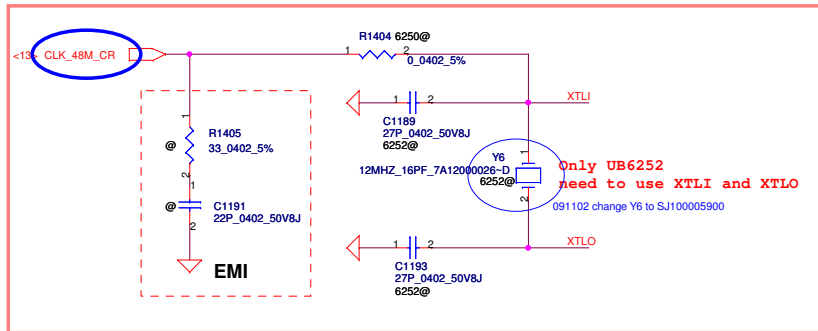 R1404 6250@
1
2
0_0402_5%
<13> CLK_48M_CR
1
R1405
@
33_0402_5%
2
1
@
C1191
22P_0402_50V8J
2
EMI
1
2
C1189
27P_0402_50V8J
6252@
XTLI
Y6
1
12MHZ_16PF_7A12000026~D
6252@
2
Only UB6252
need to use XTLI and XTLO
091102 change Y6 to SJ100005900
1
2
XTLO
C1193
27P_0402_50V8J
6252@